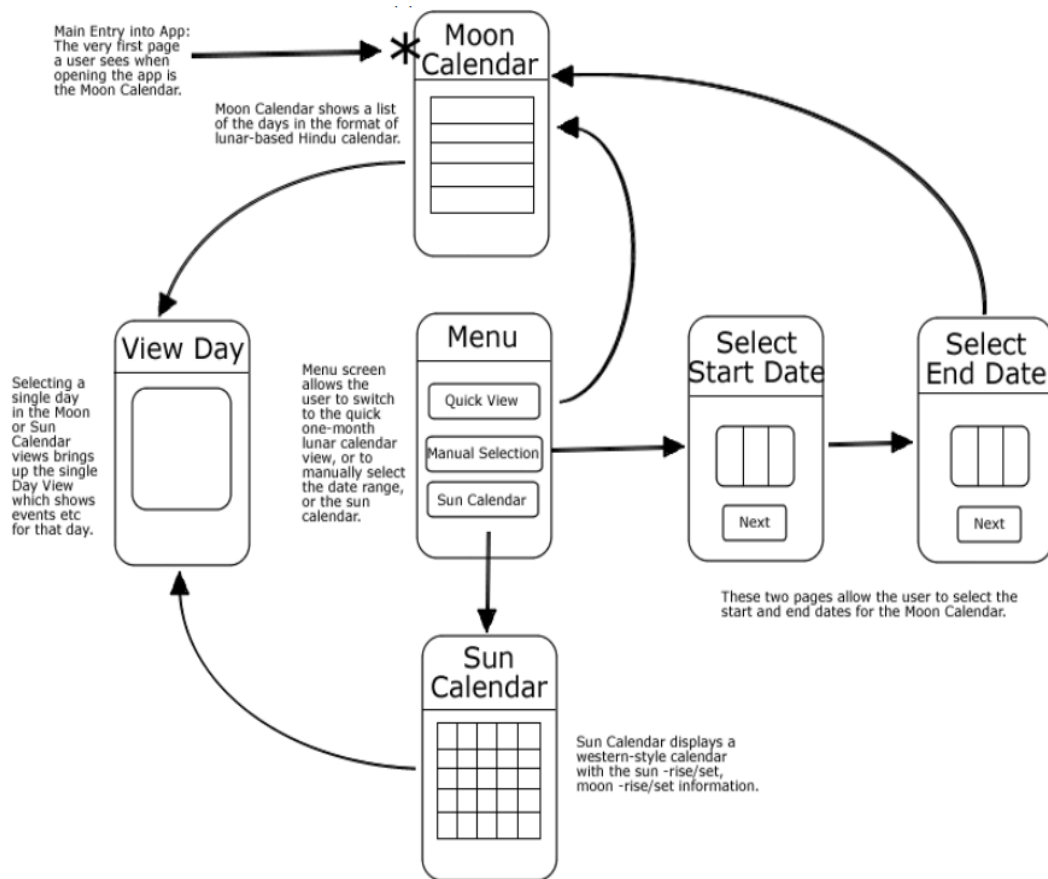 Main Entry into App:
The very first page
a user sees when
opening the app is
the Moon Calendar.
*
Moon
Calendar
Moon Calendar shows a list
of the days in the format of
lunar-based Hindu calendar.
View Day
Selecting a
single day
in the Moon
or Sun
Calendar
views brings
up the single
Day View
which shows
events etc
for that day.
Menu
Quick View
Manual Selection
Sun Calendar
Menu screen
allows the
user to switch
to the quick
one-month
lunar calendar
view, or to
manually select
the date range,
or the sun
calendar.
Select
Start Date
Next
Select
End Date
Next
These two pages allow the user to select the
start and end dates for the Moon Calendar.
Sun
Calendar
Sun Calendar displays a
western-style calendar
with the sun -rise/set,
moon -rise/set information.